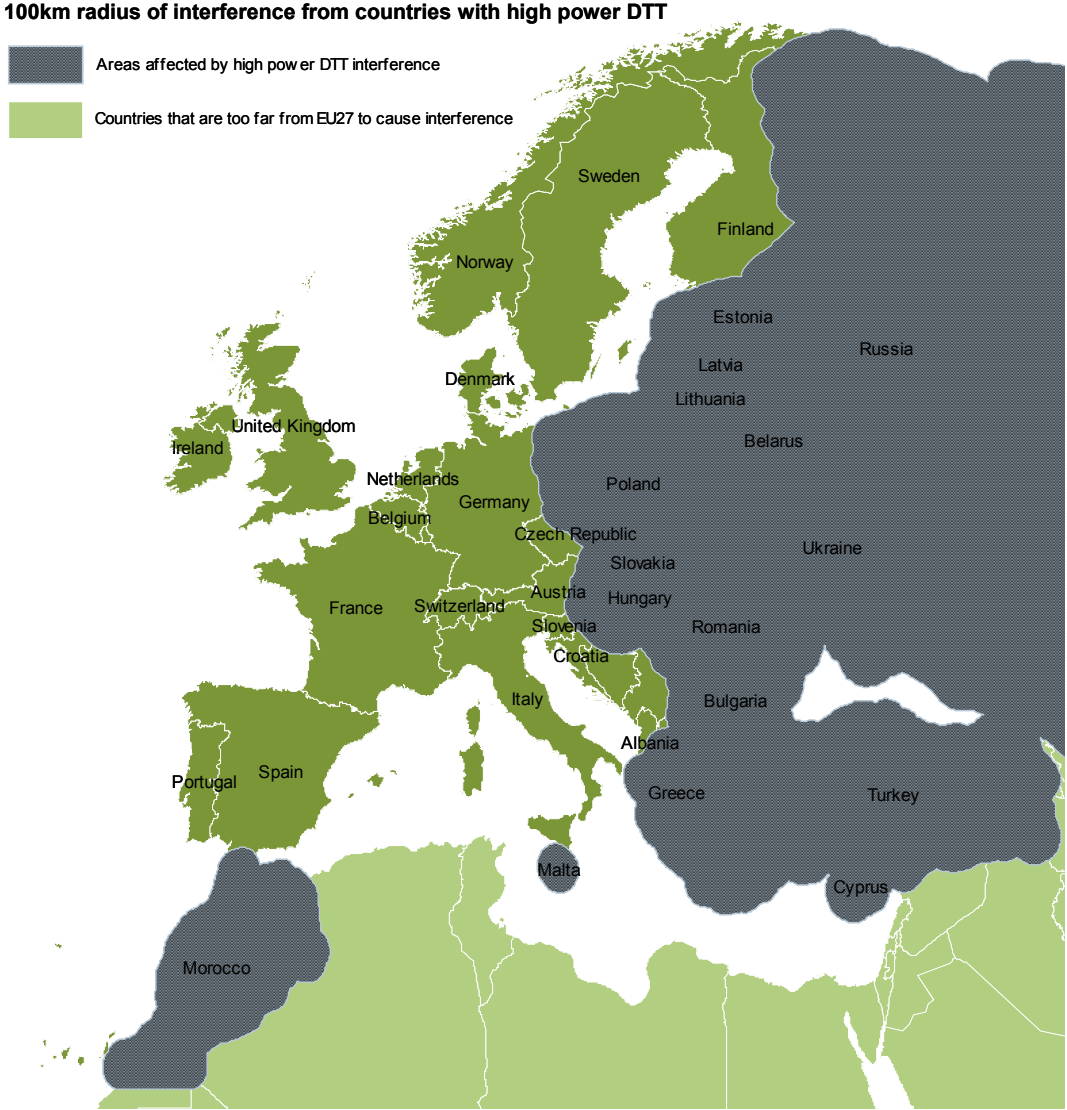 100km radius of interference from countries with high power DTT
Areas affected by high power DTT interference
Countries that are too far from EU27 to cause interference
Sweden
Finland
Norway
Estonia
Russia
Latvia
Denmark
Lithuania
United Kingdom
Belarus
Ireland
Netherlands
Poland
Germany
Belgium
Czech Republic
Ukraine
Slovakia
Austria
Hungary
France
Switzerland
Slovenia
Romania
Croatia
Italy
Bulgaria
Albania
Spain
Portugal
Greece
Turkey
Malta
Cyprus
Morocco